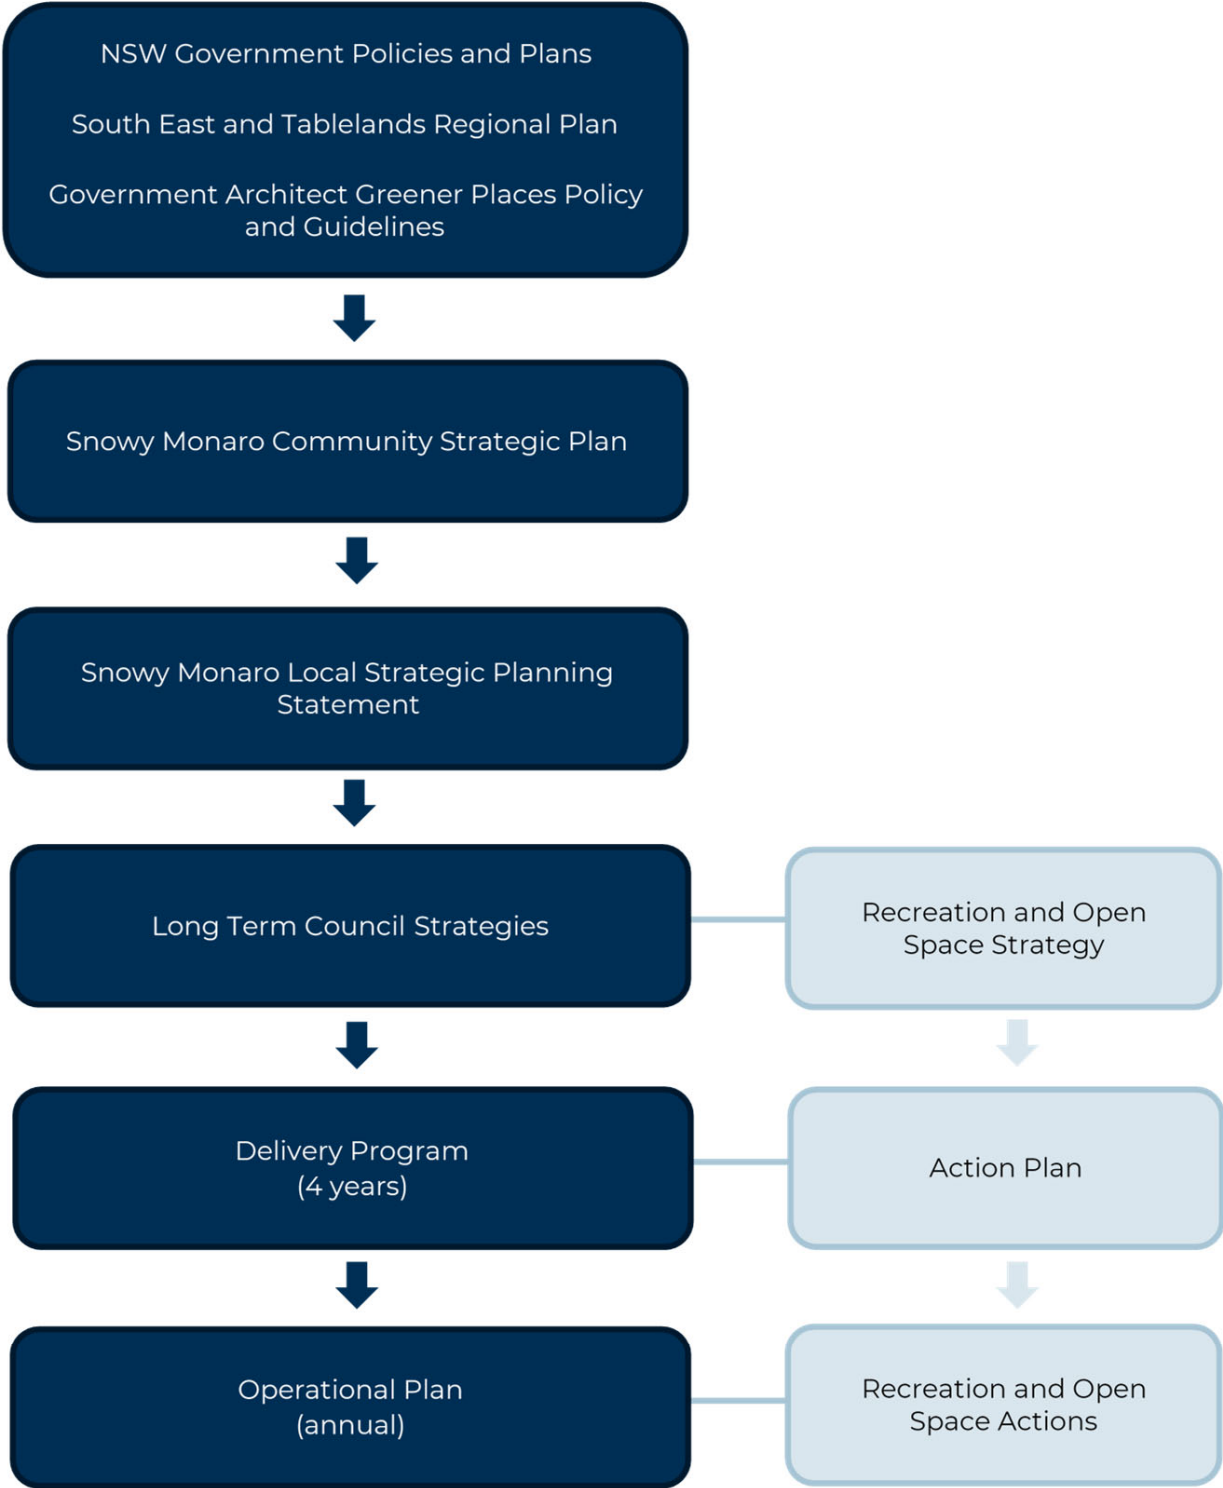 NSW Government Policies and Plans
South East and Tablelands Regional Plan
Government Architect Greener Places Policy
and Guidelines
Snowy Monaro Community Strategic Plan
Snowy Monaro Local Strategic Planning
Statement
Long Term Council Strategies
Recreation and Open
Space Strategy
Delivery Program
(4 years)
Action Plan
Operational Plan
(annual)
Recreation and Open
Space Actions